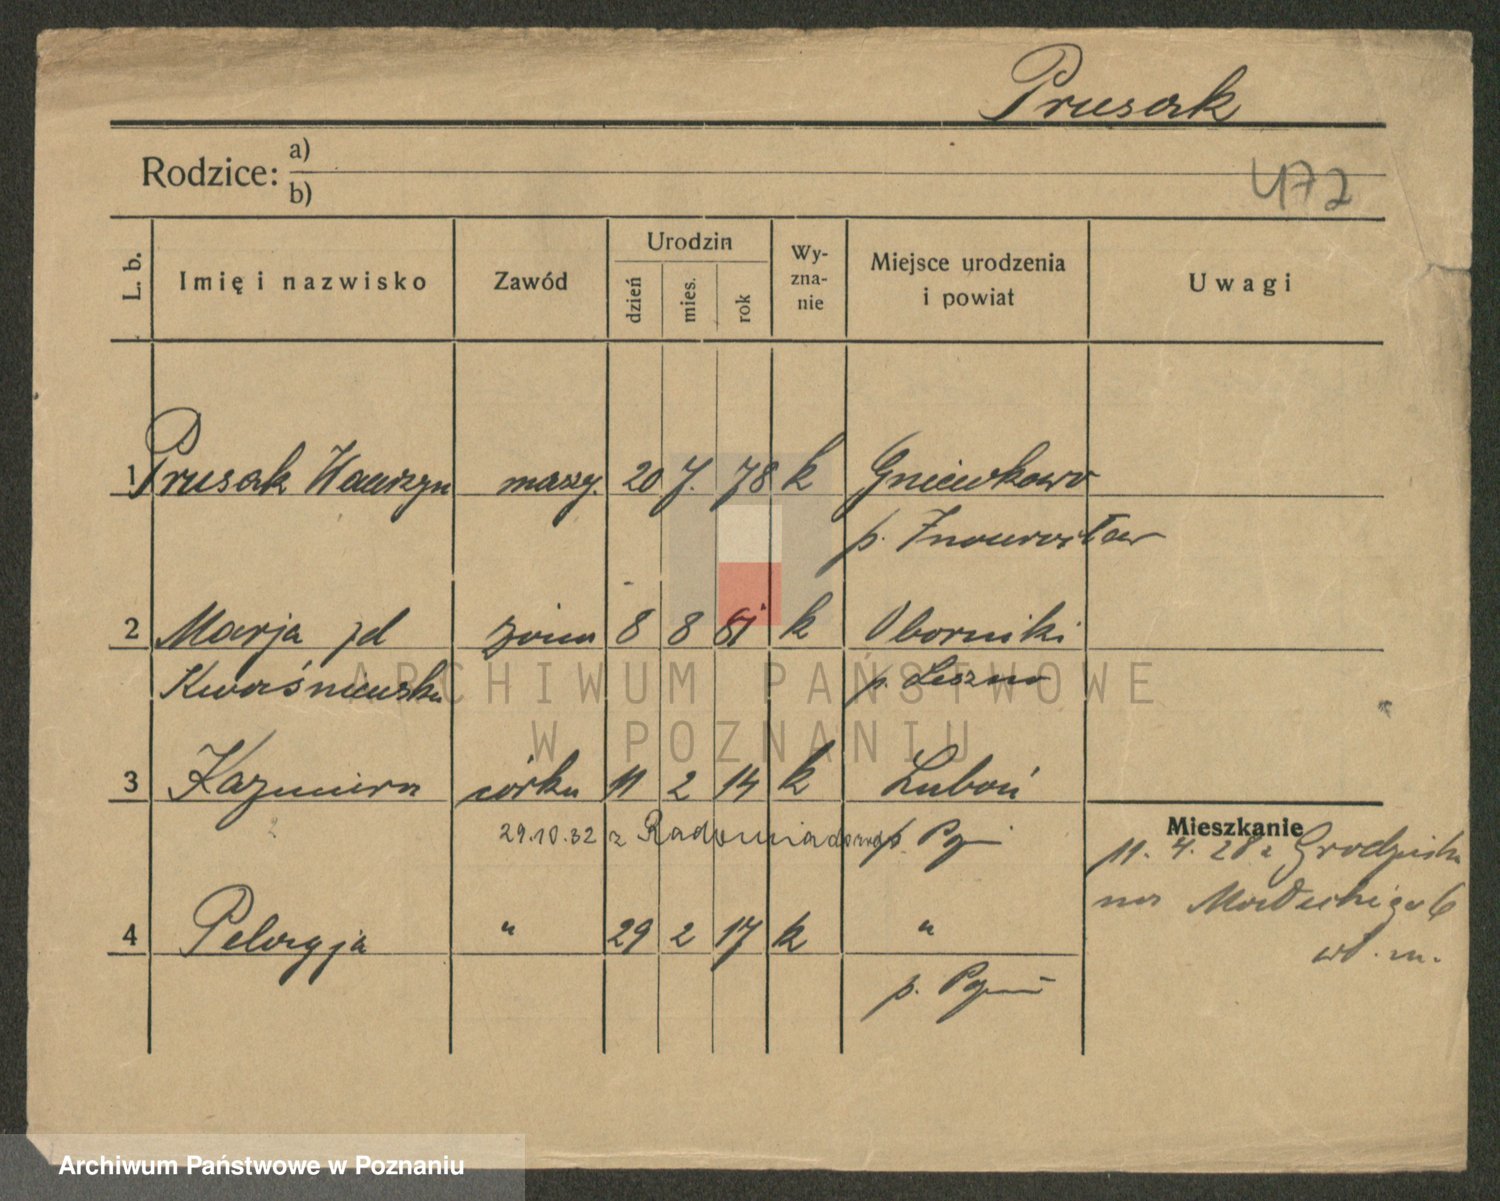 Prusak
Rodzice: a)
b)
472
L. b. Imię i nazwisko Zawód Urodzin dzień mies. rok Wy-zna-nie Miejsce urodzenia i powiat Uwagi
1 Prusak Wawrzyn maszy. 20 7. 78 k Gniewkowo
p. Inowrocław
2 Marja zd żona 8 8 81 k Oborniki
Kwaśniewska p. Leszno
3 Kazimiera córka 11 2 14 k Luboń
Mieszkanie
29.10.32 z p.
11. 4. 28 z Grodziska
4 Pelagja " 29 2 17 k "
wł. m.
p.
ARCHIWUM PAŃSTWOWE
W POZNANIU
Archiwum Państwowe w Poznaniu